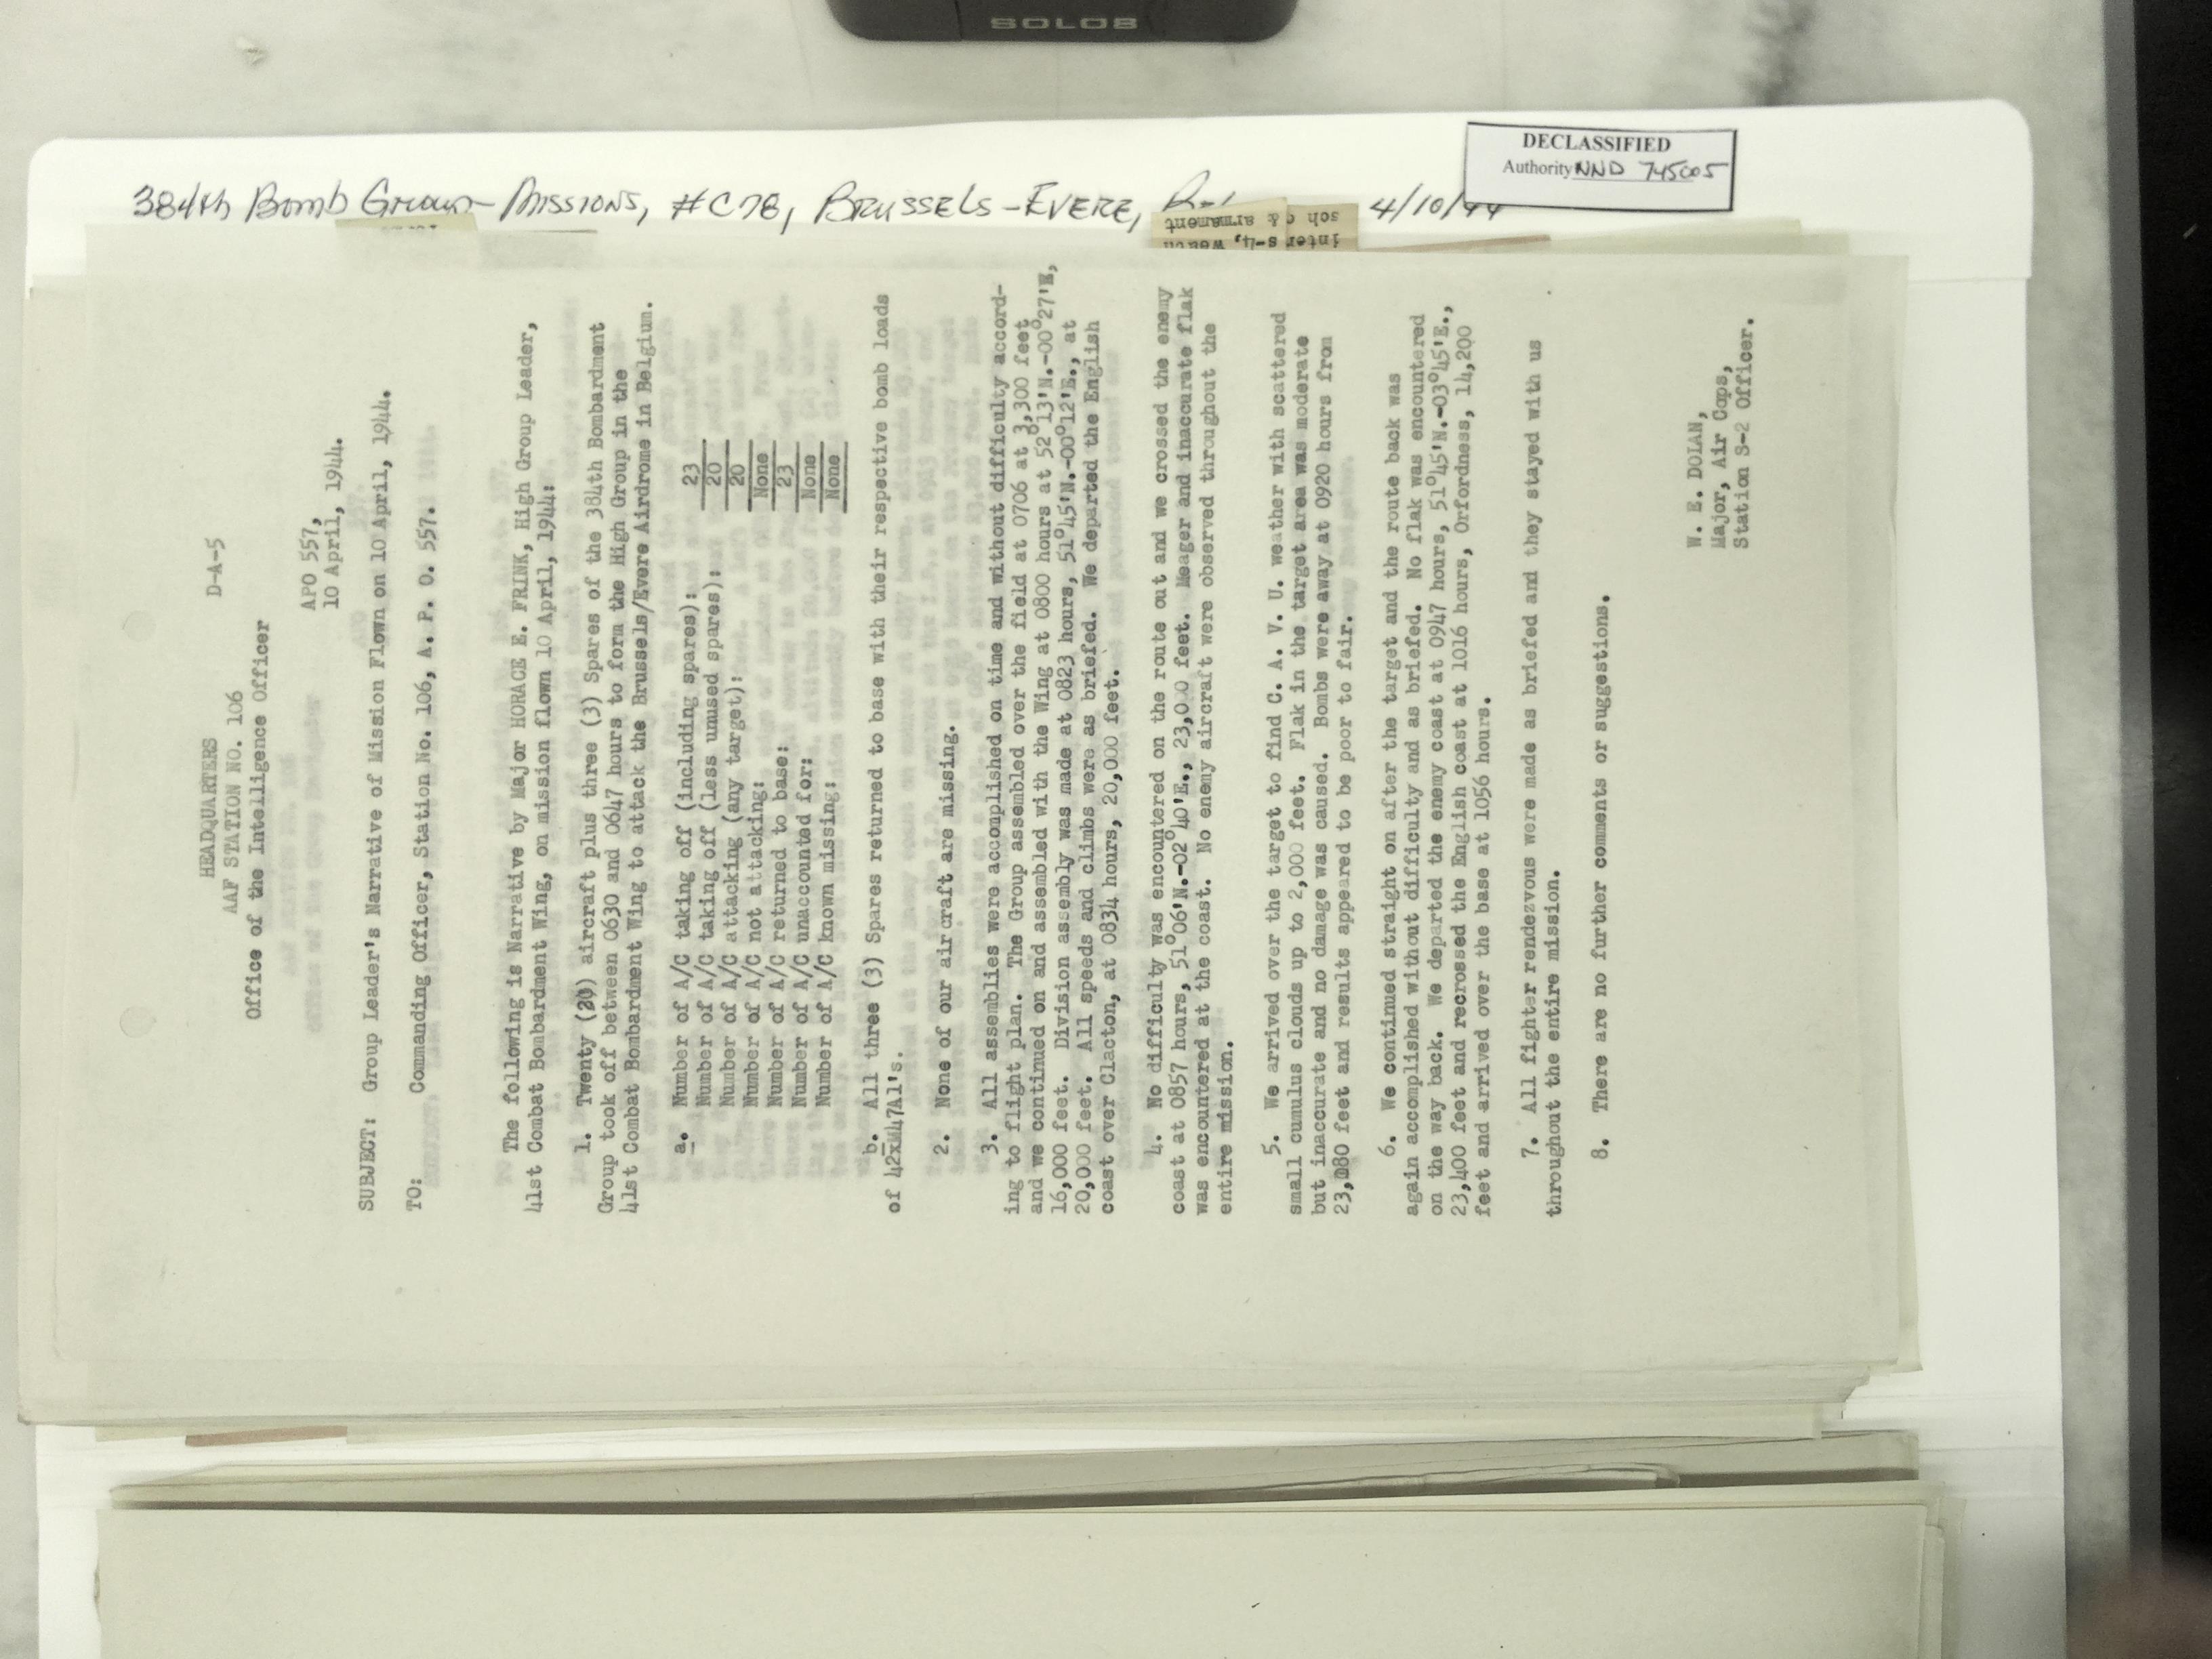 SOLO8
DECLASSIFIED
Authority NND 745005
384th Bomb Group - Missions, #C78, Brussels - Evere, 4/10/44
inter s-4, weath
sch & armament
HEADQUARTERS
AAF STATION NO. 106
Office of the Intelligence Officer
D-A-5
APO 557,
10 April, 1944.
SUBJECT: Group Leader's Narrative of Mission Flown on 10 April, 1944.
TO: Commanding Officer, Station No. 106, A. P. O. 557.
The following is Narrative by Major HORACE E. FRINK, High Group Leader,
41st Combat Bombardment Wing, on mission flown 10 April, 1944:
1. Twenty (20) aircraft plus three (3) Spares of the 384th Bombardment
Group took off between 0630 and 0647 hours to form the High Group in the
41st Combat Bombardment Wing to attack the Brussels/Evere Airdrome in Belgium.
a. Number of A/C taking off (including spares): 23
Number of A/C taking off (less unused spares): 20
Number of A/C attacking (any target): 20
Number of A/C not attacking: None
Number of A/C returned to base: 23
Number of A/C unaccounted for: None
Number of A/C known missing: None
b. All three (3) Spares returned to base with their respective bomb loads
of 42xM47A1's.
2. None of our aircraft are missing.
3. All assemblies were accomplished on time and without difficulty accord-
ing to flight plan. The Group assembled over the field at 0706 at 3,300 feet
and we continued on and assembled with the Wing at 0800 hours at 52°13'N.-00°27'E,
16,000 feet. Division assembly was made at 0823 hours, 51°45'N.-00°12'E., at
20,000 feet. All speeds and climbs were as briefed. We departed the English
coast over Clacton, at 0834 hours, 20,000 feet.
4. No difficulty was encountered on the route out and we crossed the enemy
coast at 0857 hours, 51°06'N.-02°40'E., 23,000 feet. Meager and inaccurate flak
was encountered at the coast. No enemy aircraft were observed throughout the
entire mission.
5. We arrived over the target to find C. A. V. U. weather with scattered
small cumulus clouds up to 2,000 feet. Flak in the target area was moderate
but inaccurate and no damage was caused. Bombs were away at 0920 hours from
23,080 feet and results appeared to be poor to fair.
6. We continued straight on after the target and the route back was
again accomplished without difficulty and as briefed. No flak was encountered
on the way back. We departed the enemy coast at 0947 hours, 51°45'N.-03°45'E.,
23,400 feet and recrossed the English coast at 1016 hours, Orfordness, 14,200
feet and arrived over the base at 1056 hours.
7. All fighter rendezvous were made as briefed and they stayed with us
throughout the entire mission.
8. There are no further comments or suggestions.
W. E. DOLAN,
Major, Air Cops,
Station S-2 Officer.